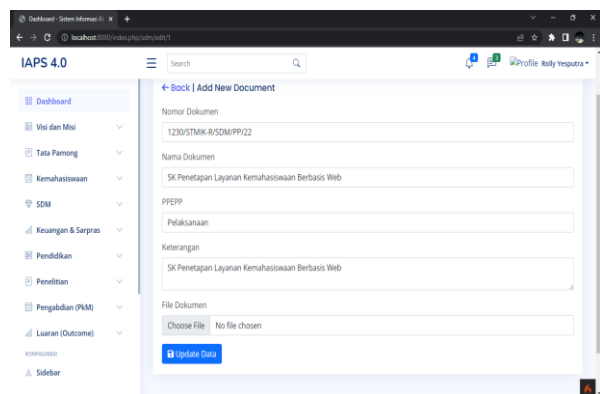 Dashboard - Sistem Informasi
localhost:8080/index.php/sdm/edit/1
IAPS 4.0
Search
4
3
Profile Rolly Yesputra
Dashboard
Visi dan Misi
Tata Pamong
Kemahasiswaan
SDM
Keuangan & Sarpras
Pendidikan
Penelitian
Pengabdian (PkM)
Luaran (Outcome)
KONFIGURASI
Sidebar
← Back | Add New Document
Nomor Dokumen
1230/STMIK-R/SDM/PP/22
Nama Dokumen
SK Penetapan Layanan Kemahasiswaan Berbasis Web
PPEPP
Pelaksanaan
Keterangan
SK Penetapan Layanan Kemahasiswaan Berbasis Web
File Dokumen
Choose File No file chosen
Update Data